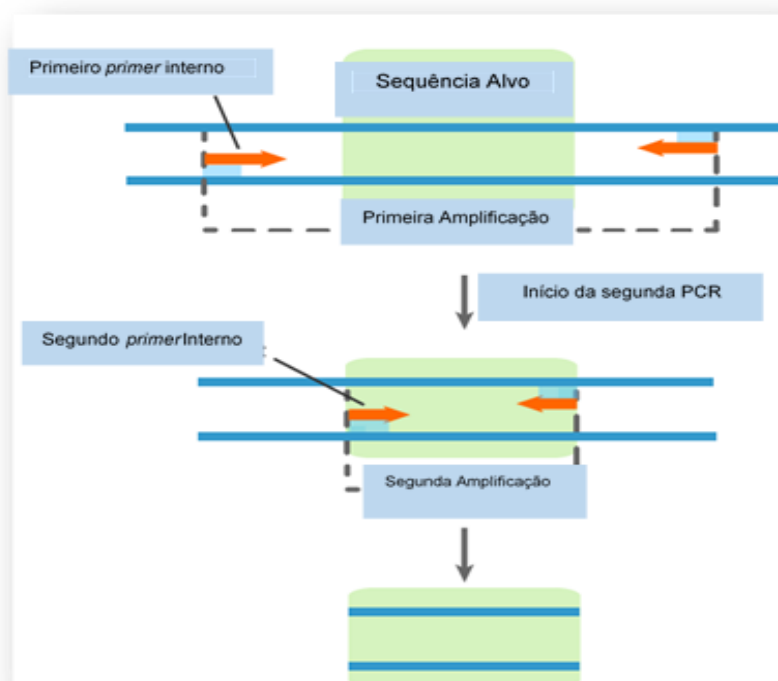 Primeiro primer interno
Sequência Alvo
Primeira Amplificação
Início da segunda PCR
Segundo primerInterno
Segunda Amplificação